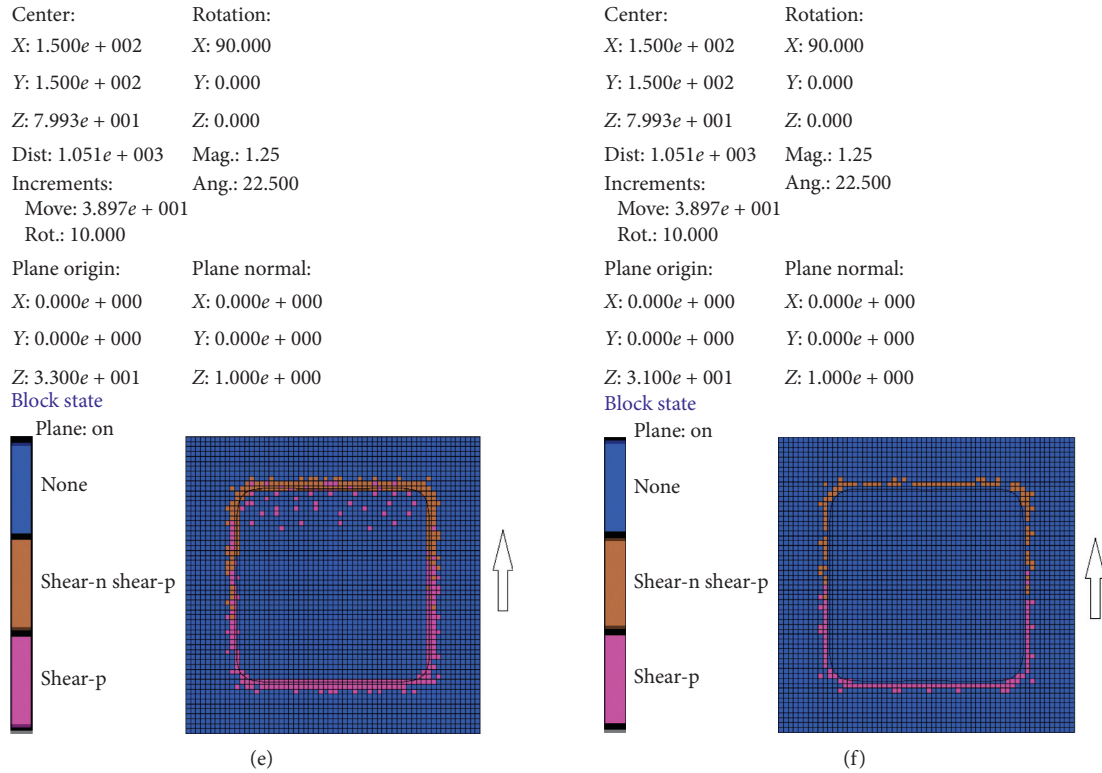 Center: Rotation:
X: 1.500e + 002 X: 90.000
Y: 1.500e + 002 Y: 0.000
Z: 7.993e + 001 Z: 0.000
Dist: 1.051e + 003 Mag.: 1.25
Increments: Ang.: 22.500
Move: 3.897e + 001
Rot.: 10.000
Plane origin: Plane normal:
X: 0.000e + 000 X: 0.000e + 000
Y: 0.000e + 000 Y: 0.000e + 000
Z: 3.300e + 001 Z: 1.000e + 000
Block state
Plane: on
None
Shear-n shear-p
Shear-p
(e)
Center: Rotation:
X: 1.500e + 002 X: 90.000
Y: 1.500e + 002 Y: 0.000
Z: 7.993e + 001 Z: 0.000
Dist: 1.051e + 003 Mag.: 1.25
Increments: Ang.: 22.500
Move: 3.897e + 001
Rot.: 10.000
Plane origin: Plane normal:
X: 0.000e + 000 X: 0.000e + 000
Y: 0.000e + 000 Y: 0.000e + 000
Z: 3.100e + 001 Z: 1.000e + 000
Block state
Plane: on
None
Shear-n shear-p
Shear-p
(f)